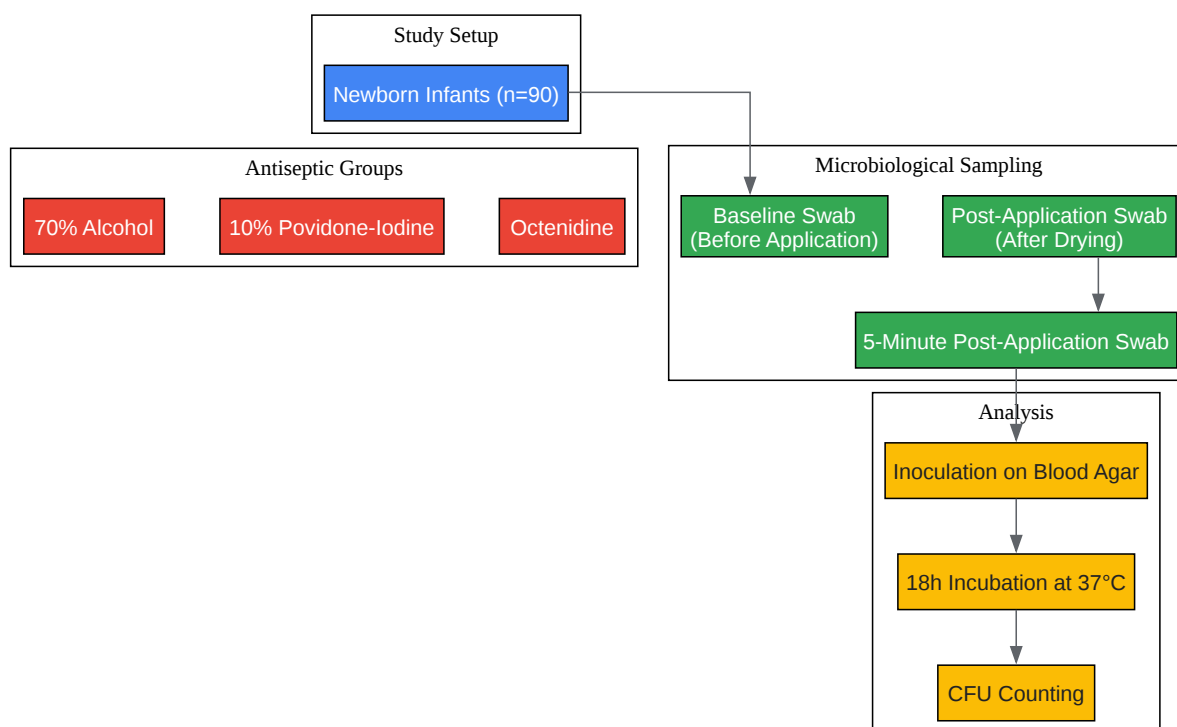 Study Setup
Newborn Infants (n=90)
Antiseptic Groups
70% Alcohol
10% Povidone-Iodine
Octenidine
Microbiological Sampling
Baseline Swab
(Before Application)
Post-Application Swab
(After Drying)
5-Minute Post-Application Swab
Analysis
Inoculation on Blood Agar
18h Incubation at 37°C
CFU Counting